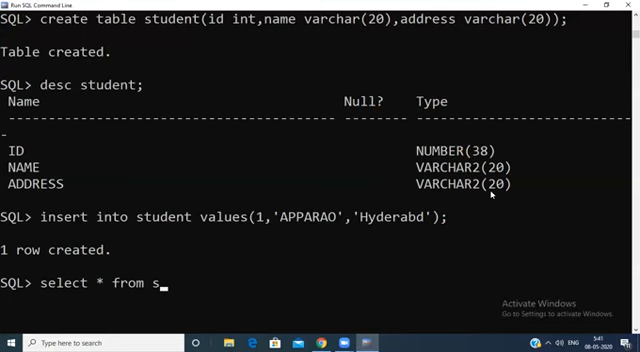 Run SQL Command Line
SQL> create table student(id int,name varchar(20),address varchar(20));
Table created.
SQL> desc student;
Name Null? Type
----------------------------------------- -------- ----------------------------
-
ID NUMBER(38)
NAME VARCHAR2(20)
ADDRESS VARCHAR2(20)
SQL> insert into student values(1,'APPARAO','Hyderabd');
1 row created.
SQL> select * from s_
Activate Windows
Go to Settings to activate Windows.
Type here to search
5:41
08-05-2020